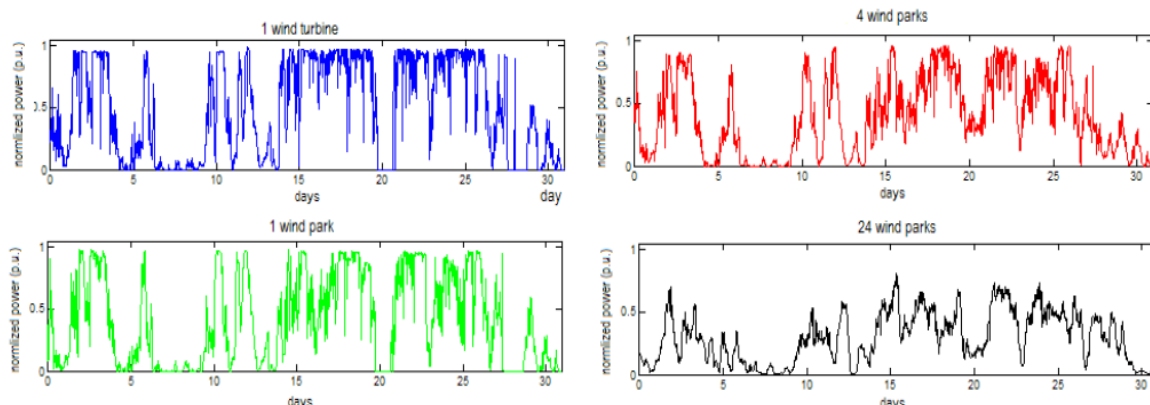 1 wind turbine
normlized power (p.u.)
1
0.5
0
0 5 10 15 20 25 30
days
day
4 wind parks
normlized power (p.u.)
1
0.5
0
0 5 10 15 20 25 30
days
1 wind park
normlized power (p.u.)
1
0.5
0
0 5 10 15 20 25 30
days
24 wind parks
normlized power (p.u.)
1
0.5
0
0 5 10 15 20 25 30
days